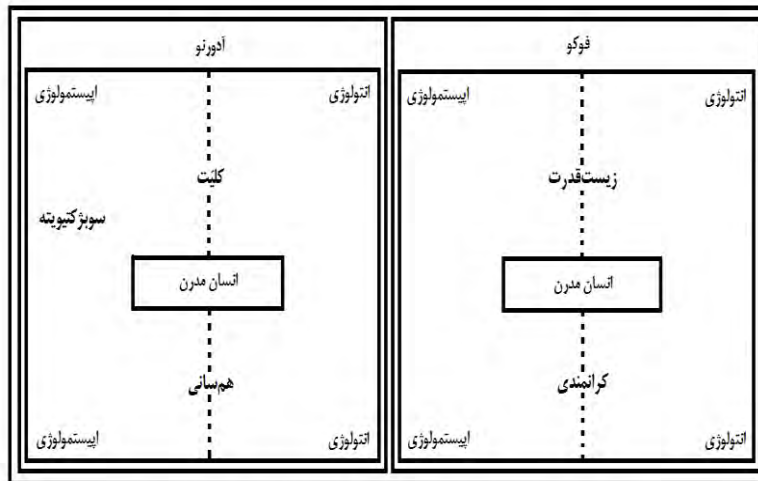 فوکو
انتولوژی
اپیستمولوژی
زیست‌قدرت
انسان مدرن
کرانمندی
انتولوژی
اپیستمولوژی
آدورنو
انتولوژی
اپیستمولوژی
کلیّت
سوبژکتیویته
انسان مدرن
هم‌سانی
انتولوژی
اپیستمولوژی